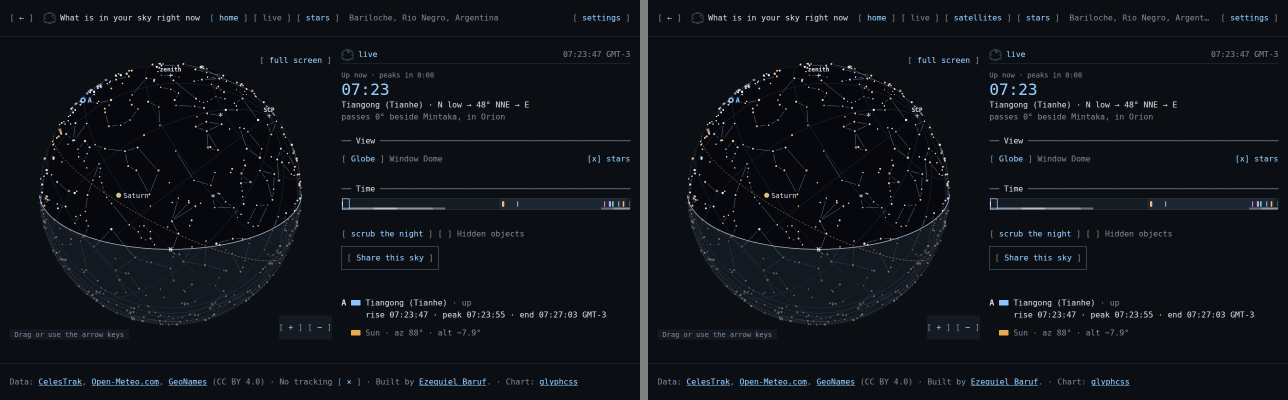 [ ← ] What is in your sky right now [ home ] [ live ] [ stars ] Bariloche, Rio Negro, Argentina [ settings ]
[ full screen ]
live 07:23:47 GMT-3
Up now · peaks in 0:08
07:23
Tiangong (Tianhe) · N low → 48° NNE → E
passes 0° beside Mintaka, in Orion
View
[ Globe ] Window Dome [x] stars
Time
[ scrub the night ] [ ] Hidden objects
[ Share this sky ]
A Tiangong (Tianhe) · up
rise 07:23:47 · peak 07:23:55 · end 07:27:03 GMT-3
Sun · az 88° · alt −7.9°
zenith
A
SCP
Saturn
Drag or use the arrow keys
[ + ] [ − ]
Data: CelesTrak, Open-Meteo.com, GeoNames (CC BY 4.0) · No tracking [ × ] · Built by Ezequiel Baruf. · Chart: glyphcss
[ ← ] What is in your sky right now [ home ] [ live ] [ satellites ] [ stars ] Bariloche, Rio Negro, Argent… [ settings ]
[ full screen ]
live 07:23:47 GMT-3
Up now · peaks in 0:08
07:23
Tiangong (Tianhe) · N low → 48° NNE → E
passes 0° beside Mintaka, in Orion
View
[ Globe ] Window Dome [x] stars
Time
[ scrub the night ] [ ] Hidden objects
[ Share this sky ]
A Tiangong (Tianhe) · up
rise 07:23:47 · peak 07:23:55 · end 07:27:03 GMT-3
Sun · az 88° · alt −7.9°
zenith
A
SCP
Saturn
Drag or use the arrow keys
[ + ] [ − ]
Data: CelesTrak, Open-Meteo.com, GeoNames (CC BY 4.0) · Built by Ezequiel Baruf. · Chart: glyphcss